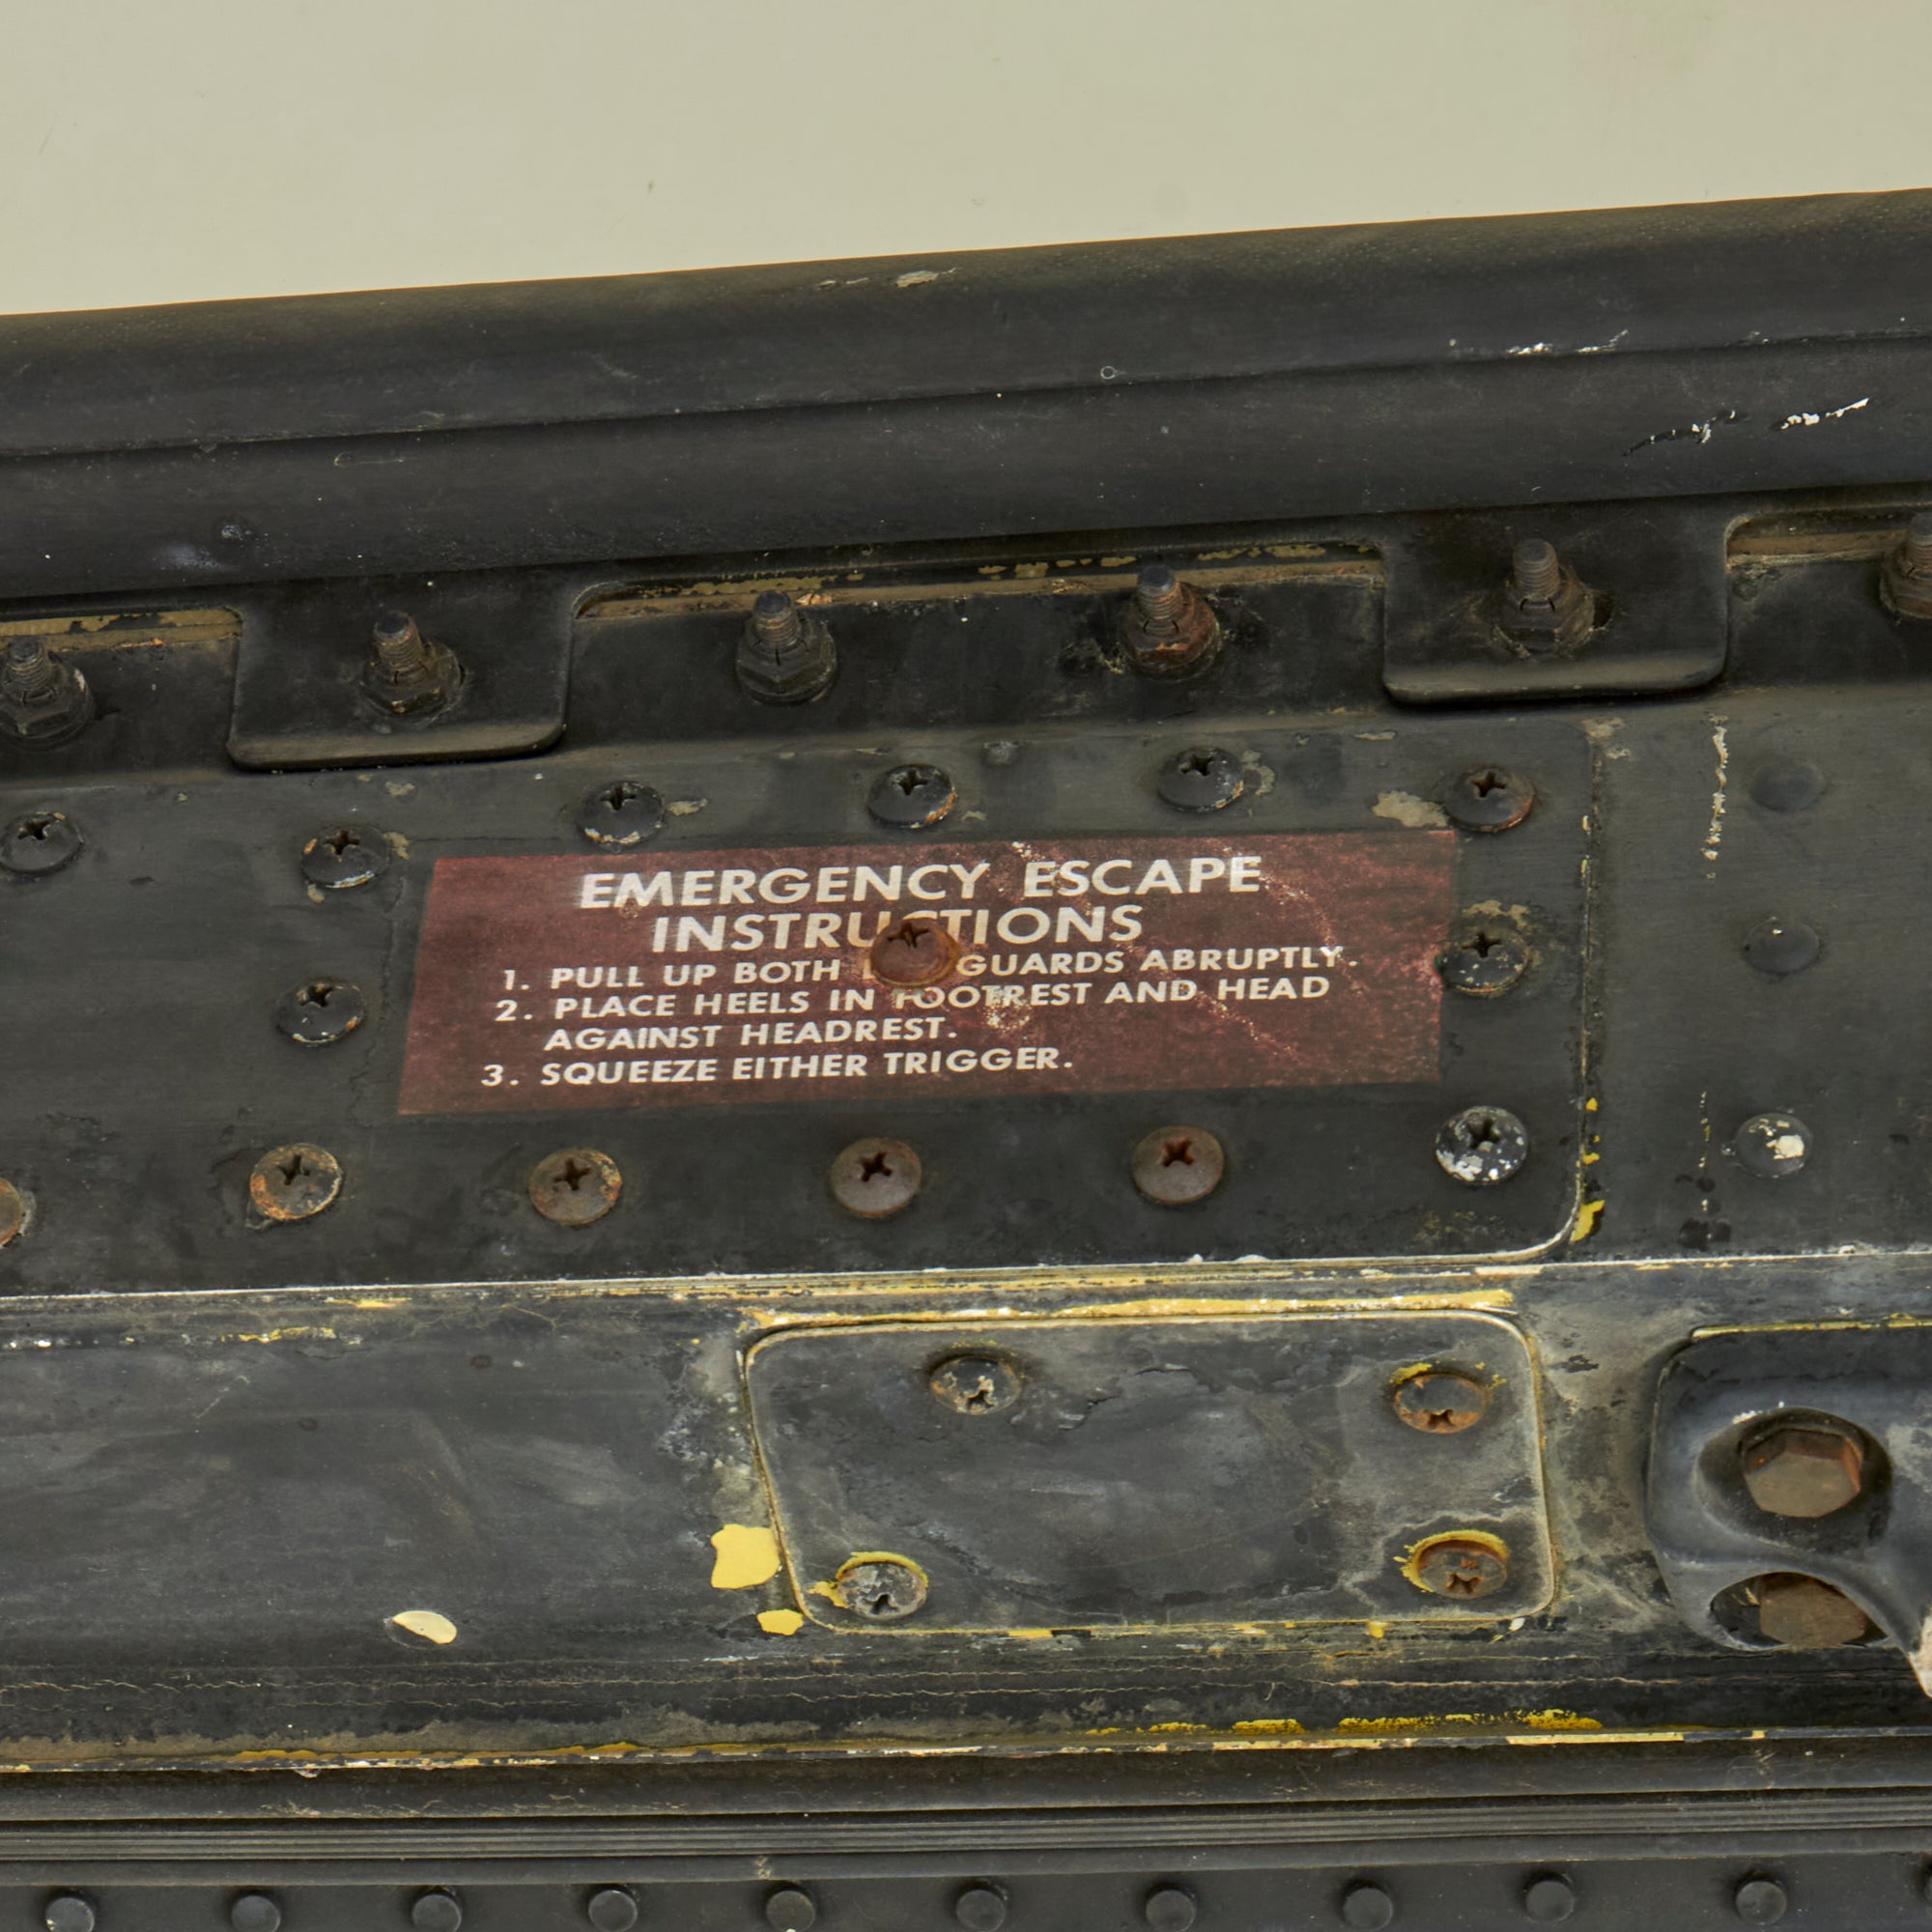 EMERGENCY ESCAPE
INSTRUCTIONS
1. PULL UP BOTH GUARDS ABRUPTLY.
2. PLACE HEELS IN FOOTREST AND HEAD
AGAINST HEADREST.
3. SQUEEZE EITHER TRIGGER.